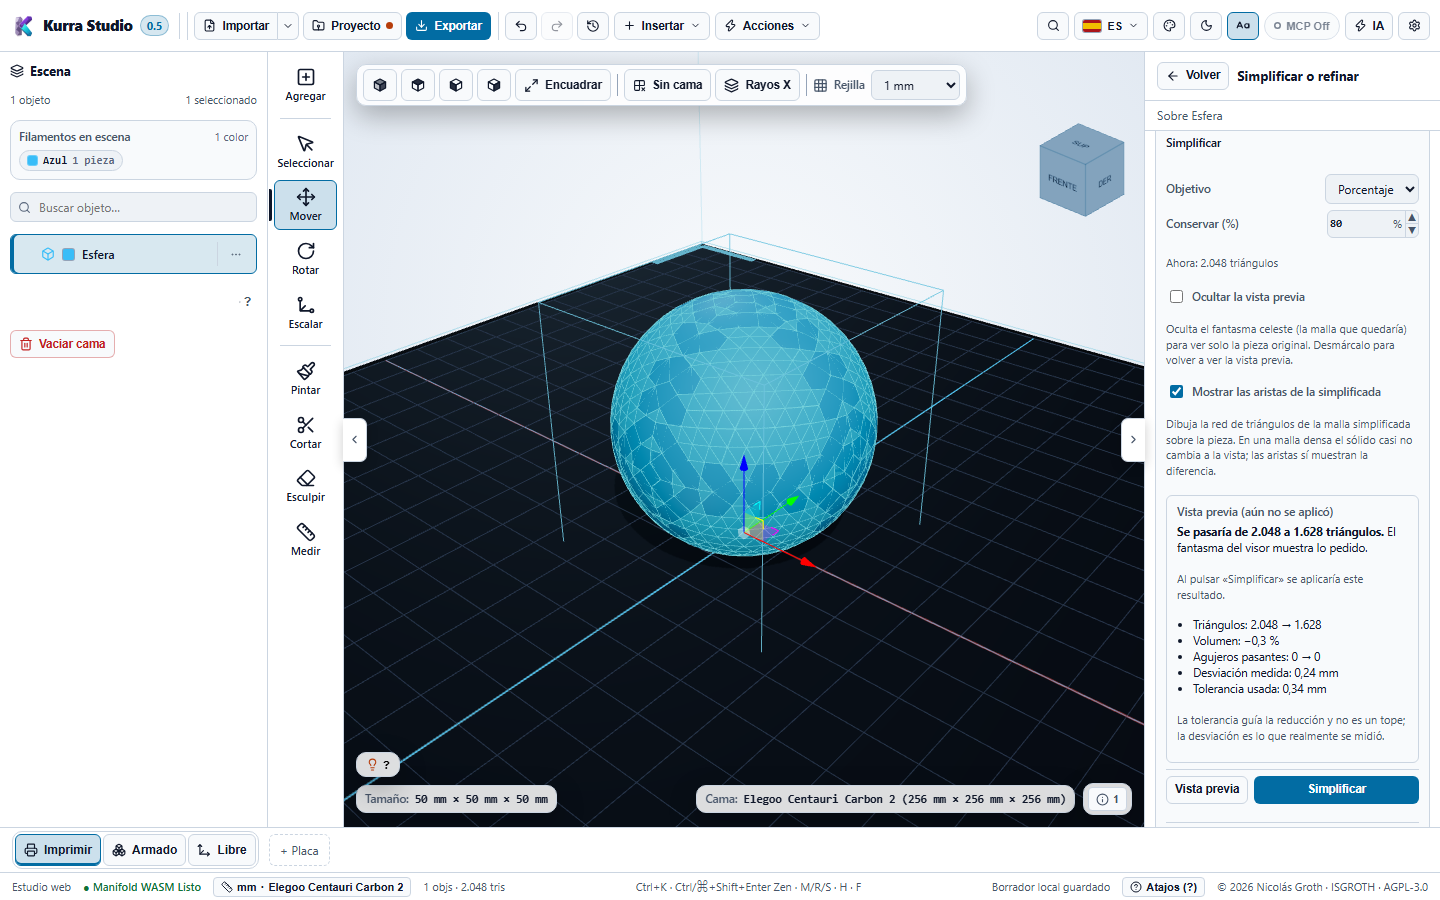 Kurra Studio 0.5
Importar
Proyecto
Exportar
Insertar
Acciones
ES
MCP Off
IA
Escena
1 objeto
1 seleccionado
Filamentos en escena
1 color
Azul 1 pieza
Buscar objeto...
Esfera
?
Vaciar cama
Agregar
Seleccionar
Mover
Rotar
Escalar
Pintar
Cortar
Esculpir
Medir
Encuadrar
Sin cama
Rayos X
Rejilla
1 mm
SUP
FRENTE
DER
?
Tamaño: 50 mm × 50 mm × 50 mm
Cama: Elegoo Centauri Carbon 2 (256 mm × 256 mm × 256 mm)
1
Volver
Simplificar o refinar
Sobre Esfera
Simplificar
Objetivo
Porcentaje
Conservar (%)
80 %
Ahora: 2.048 triángulos
Ocultar la vista previa
Oculta el fantasma celeste (la malla que quedaría)
para ver solo la pieza original. Desmárcalo para
volver a ver la vista previa.
Mostrar las aristas de la simplificada
Dibuja la red de triángulos de la malla simplificada
sobre la pieza. En una malla densa el sólido casi no
cambia a la vista; las aristas sí muestran la
diferencia.
Vista previa (aún no se aplicó)
Se pasaría de 2.048 a 1.628 triángulos. El
fantasma del visor muestra lo pedido.
Al pulsar «Simplificar» se aplicaría este
resultado.
• Triángulos: 2.048 → 1.628
• Volumen: −0,3 %
• Agujeros pasantes: 0 → 0
• Desviación medida: 0,24 mm
• Tolerancia usada: 0,34 mm
La tolerancia guía la reducción y no es un tope;
la desviación es lo que realmente se midió.
Vista previa
Simplificar
Imprimir
Armado
Libre
+ Placa
Estudio web
● Manifold WASM Listo
mm · Elegoo Centauri Carbon 2
1 objs · 2.048 tris
Ctrl+K · Ctrl/⌘+Shift+Enter Zen · M/R/S · H · F
Borrador local guardado
Atajos (?)
© 2026 Nicolás Groth · ISGROTH · AGPL-3.0